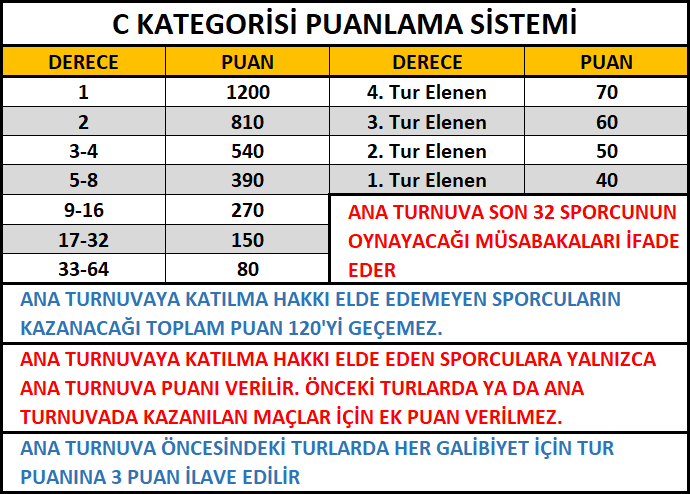 C KATEGORİSİ PUANLAMA SİSTEMİ
DERECE PUAN DERECE PUAN
1 1200 4. Tur Elenen 70
2 810 3. Tur Elenen 60
3-4 540 2. Tur Elenen 50
5-8 390 1. Tur Elenen 40
9-16 270
17-32 150
33-64 80
ANA TURNUVA SON 32 SPORCUNUN
OYNAYACAĞI MÜSABAKALARI İFADE
EDER
ANA TURNUVAYA KATILMA HAKKI ELDE EDEMEYEN SPORCULARIN
KAZANACAĞI TOPLAM PUAN 120'Yİ GEÇEMEZ.
ANA TURNUVAYA KATILMA HAKKI ELDE EDEN SPORCULARA YALNIZCA
ANA TURNUVA PUANI VERİLİR. ÖNCEKİ TURLARDA YA DA ANA
TURNUVADA KAZANILAN MAÇLAR İÇİN EK PUAN VERİLMEZ.
ANA TURNUVA ÖNCESİNDEKİ TURLARDA HER GALİBİYET İÇİN TUR
PUANINA 3 PUAN İLAVE EDİLİR